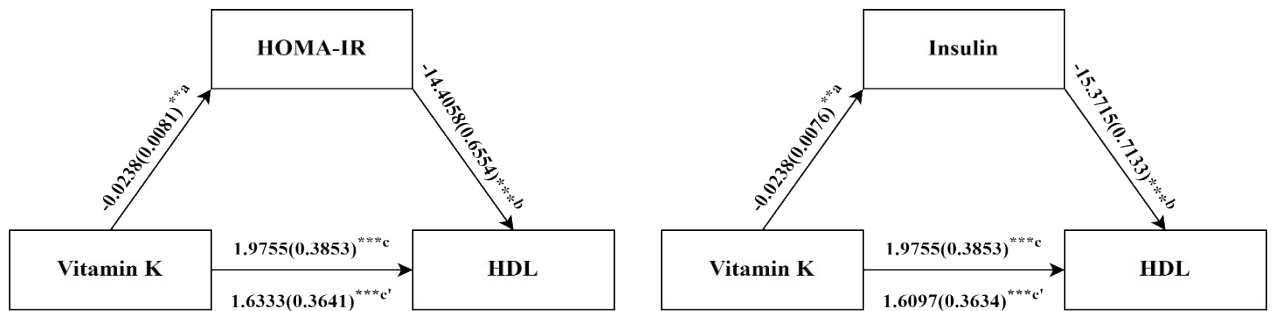 HOMA-IR
-0.0238(0.0081)**a
-14.4058(0.6554)***b
Vitamin K
1.9755(0.3853)***c
1.6333(0.3641)***c'
HDL
Insulin
-0.0238(0.0076)**a
-15.3715(0.7133)***b
Vitamin K
1.9755(0.3853)***c
1.6097(0.3634)***c'
HDL